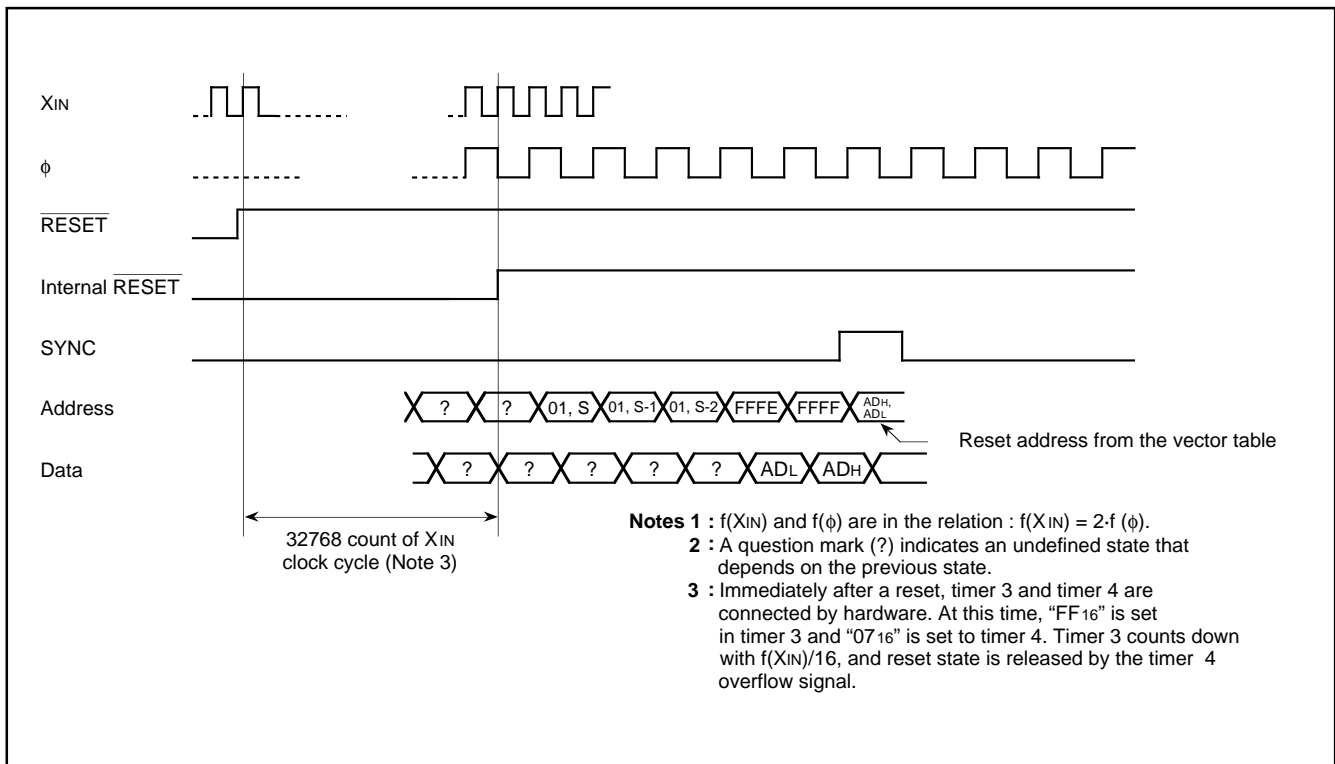 XIN
φ
RESET
Internal RESET
SYNC
Address
? ? 01, S 01, S-1 01, S-2 FFFE FFFF ADH, ADL
Reset address from the vector table
Data
? ? ? ? ? ADL ADH
32768 count of XIN
clock cycle (Note 3)
Notes 1 : f(XIN) and f(φ) are in the relation : f(XIN) = 2·f (φ).
2 : A question mark (?) indicates an undefined state that
depends on the previous state.
3 : Immediately after a reset, timer 3 and timer 4 are
connected by hardware. At this time, “FF16” is set
in timer 3 and “0716” is set to timer 4. Timer 3 counts down
with f(XIN)/16, and reset state is released by the timer 4
overflow signal.